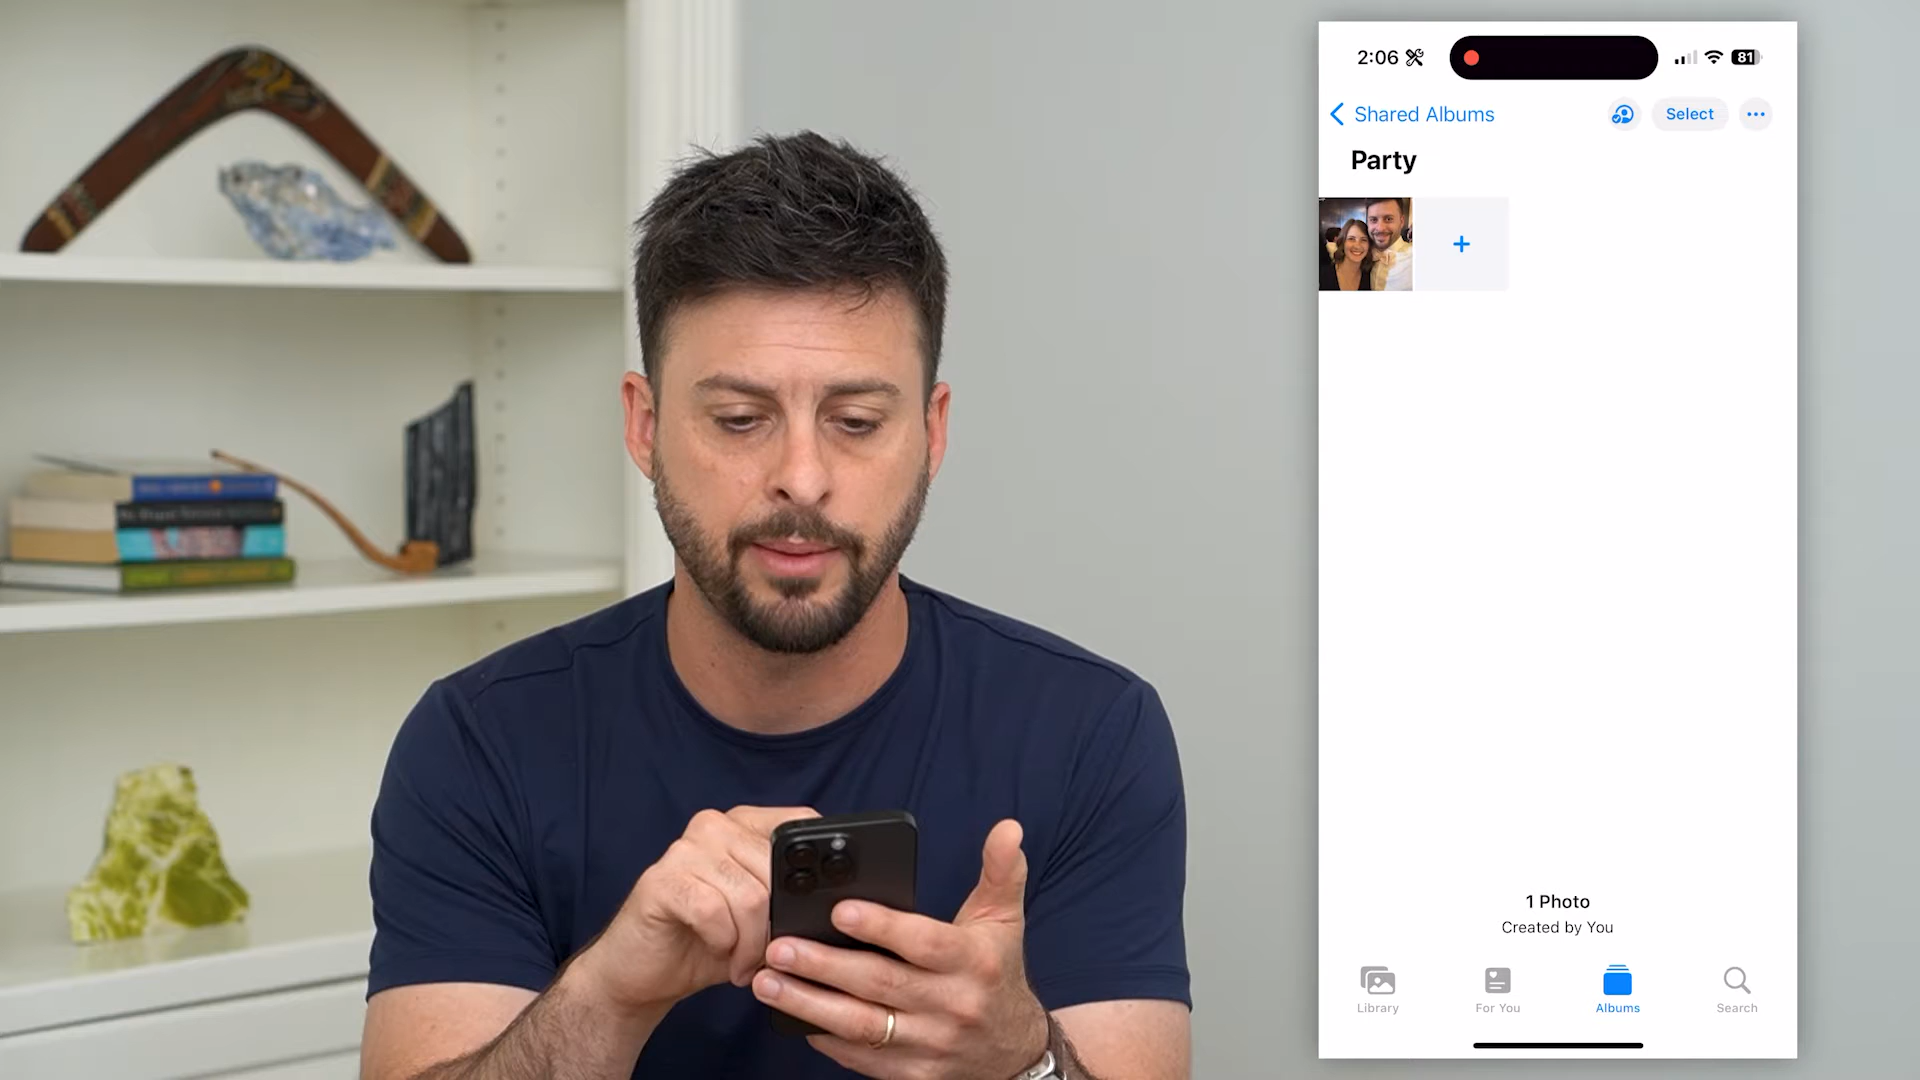 2:06
81
Shared Albums
Select
Party
1 Photo
Created by You
Library
For You
Albums
Search